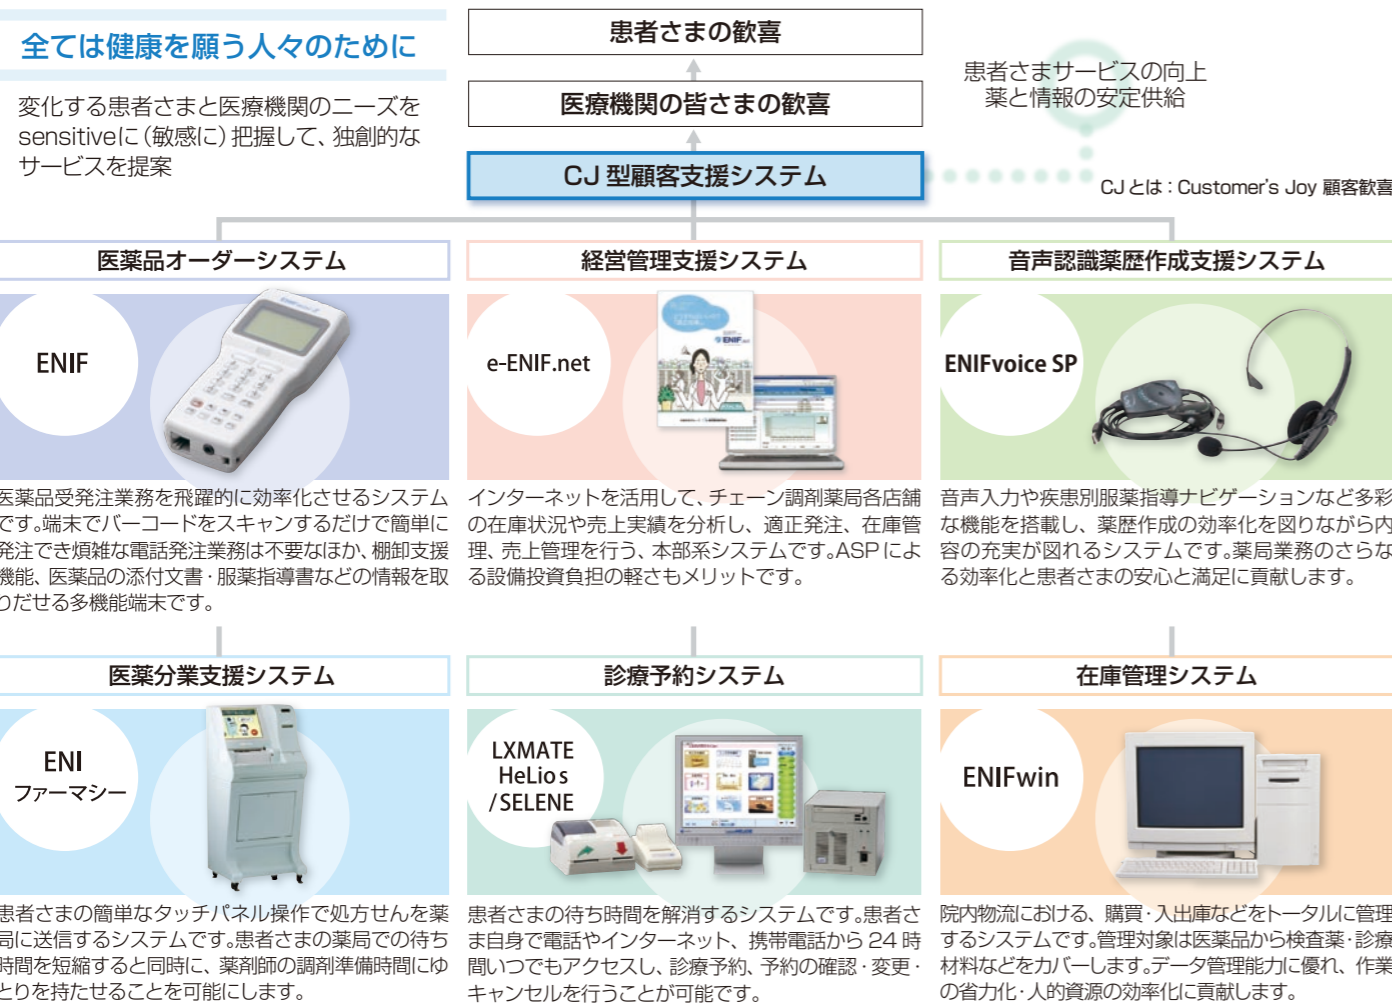 全ては健康を願う人々のために
変化する患者さまと医療機関のニーズを
sensitiveに(敏感に)把握して、独創的な
サービスを提案
患者さまの歓喜
医療機関の皆さまの歓喜
CJ型顧客支援システム
患者さまサービスの向上
薬と情報の安定供給
CJとは：Customer's Joy 顧客歓喜
医薬品オーダーシステム
ENIF
医薬品受発注業務を飛躍的に効率化させるシステム
です。端末でバーコードをスキャンするだけで簡単に
発注でき煩雑な電話発注業務は不要なほか、棚卸支援
機能、医薬品の添付文書・服薬指導書などの情報を取
りだせる多機能端末です。
経営管理支援システム
e-ENIF.net
インターネットを活用して、チェーン調剤薬局各店舗
の在庫状況や売上実績を分析し、適正発注、在庫管
理、売上管理を行う、本部系システムです。ASPによ
る設備投資負担の軽さもメリットです。
音声認識薬歴作成支援システム
ENIFvoice SP
音声入力や疾患別服薬指導ナビゲーションなど多彩
な機能を搭載し、薬歴作成の効率化を図りながら内
容の充実が図れるシステムです。薬局業務のさらな
る効率化と患者さまの安心と満足に貢献します。
医薬分業支援システム
ENI
ファーマシー
患者さまの簡単なタッチパネル操作で処方せんを薬
局に送信するシステムです。患者さまの薬局での待ち
時間を短縮すると同時に、薬剤師の調剤準備時間にゆ
とりを持たせることを可能にします。
診療予約システム
LXMATE
HeLios
/SELENE
患者さまの待ち時間を解消するシステムです。患者さ
ま自身で電話やインターネット、携帯電話から24時
間いつでもアクセスし、診療予約、予約の確認・変更・
キャンセルを行うことが可能です。
在庫管理システム
ENIFwin
院内物流における、購買・入出庫などをトータルに管理
するシステムです。管理対象は医薬品から検査薬・診療
材料などをカバーします。データ管理能力に優れ、作業
の省力化・人的資源の効率化に貢献します。